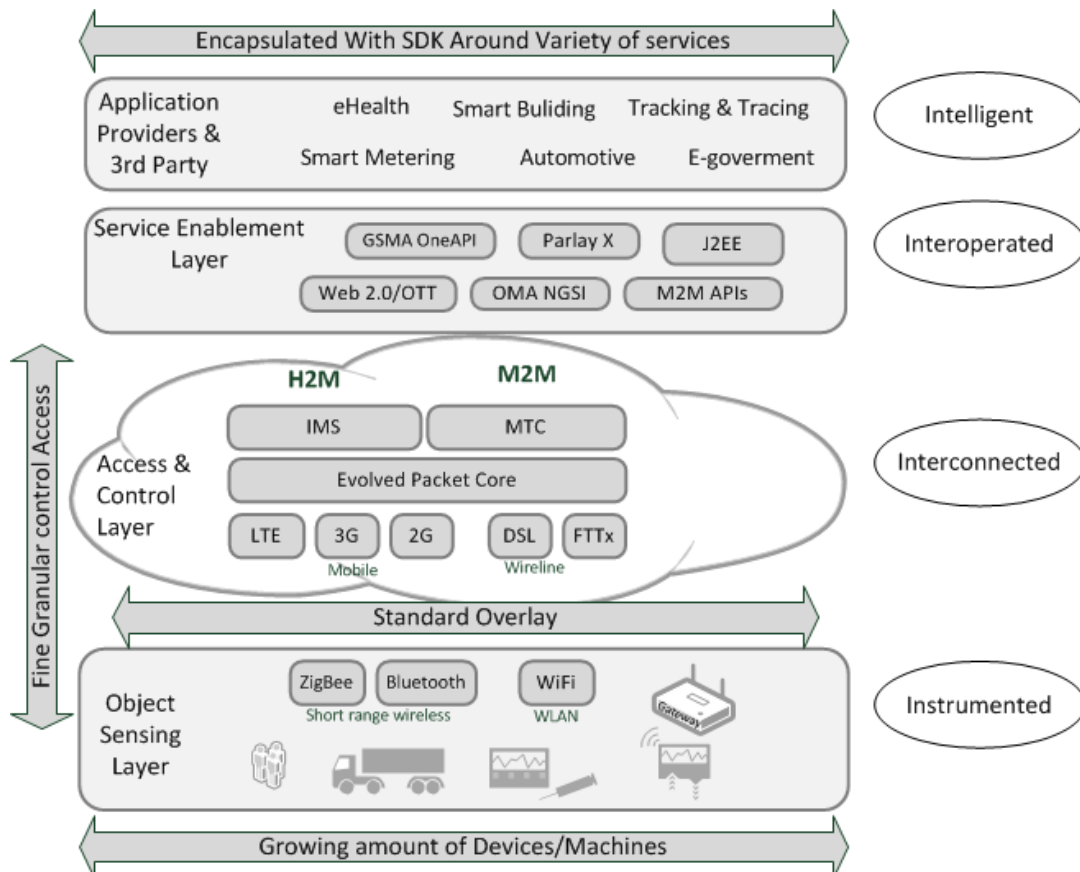 Encapsulated With SDK Around Variety of services
Application
Providers &
3rd Party
eHealth
Smart Buliding
Tracking & Tracing
Smart Metering
Automotive
E-goverment
Intelligent
Service Enablement
Layer
GSMA OneAPI
Parlay X
J2EE
Web 2.0/OTT
OMA NGSI
M2M APIs
Interoperated
Fine Granular control Access
H2M
M2M
IMS
MTC
Access &
Control
Layer
Evolved Packet Core
LTE
3G
2G
DSL
FTTx
Mobile
Wireline
Interconnected
Standard Overlay
Object
Sensing
Layer
ZigBee
Bluetooth
WiFi
Short range wireless
WLAN
Gateway
Instrumented
Growing amount of Devices/Machines